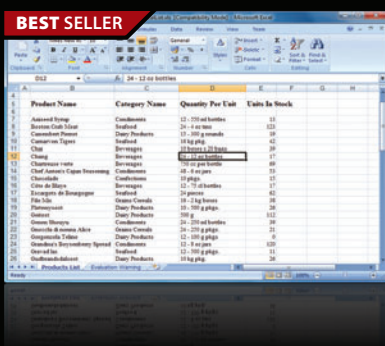 BEST SELLER
[Compatibility Mode] - Microsoft Excel
Data Review View Team
General
Clipboard Font Alignment Number Cells Editing
D12 24 - 12 oz bottles
A B C D E F G H
Product Name Category Name Quantity Per Unit Units In Stock
Aniseed Syrup Condiments 12 - 550 ml bottles 13
Boston Crab Meat Seafood 24 - 4 oz tins 123
Camembert Pierrot Dairy Products 15 - 300 g rounds 19
Carnarvon Tigers Seafood 16 kg pkg. 42
Chai Beverages 10 boxes x 20 bags 39
Chang Beverages 24 - 12 oz bottles 17
Chartreuse verte Beverages 750 cc per bottle 69
Chef Anton's Cajun Seasoning Condiments 48 - 6 oz jars 53
Chocolade Confections 10 pkgs. 15
Côte de Blaye Beverages 12 - 75 cl bottles 17
Escargots de Bourgogne Seafood 24 pieces 62
Filo Mix Grains/Cereals 16 - 2 kg boxes 38
Fløtemysost Dairy Products 10 - 500 g pkgs. 26
Geitost Dairy Products 500 g 112
Genen Shouyu Condiments 24 - 250 ml bottles 39
Gnocchi di nonna Alice Grains/Cereals 24 - 250 g pkgs. 21
Gorgonzola Telino Dairy Products 12 - 100 g pkgs 0
Grandma's Boysenberry Spread Condiments 12 - 8 oz jars 120
Gravad lax Seafood 12 - 500 g pkgs. 11
Gudbrandsdalsost Dairy Products 10 kg pkg. 26
Products List Evaluation Warning
Ready 100%